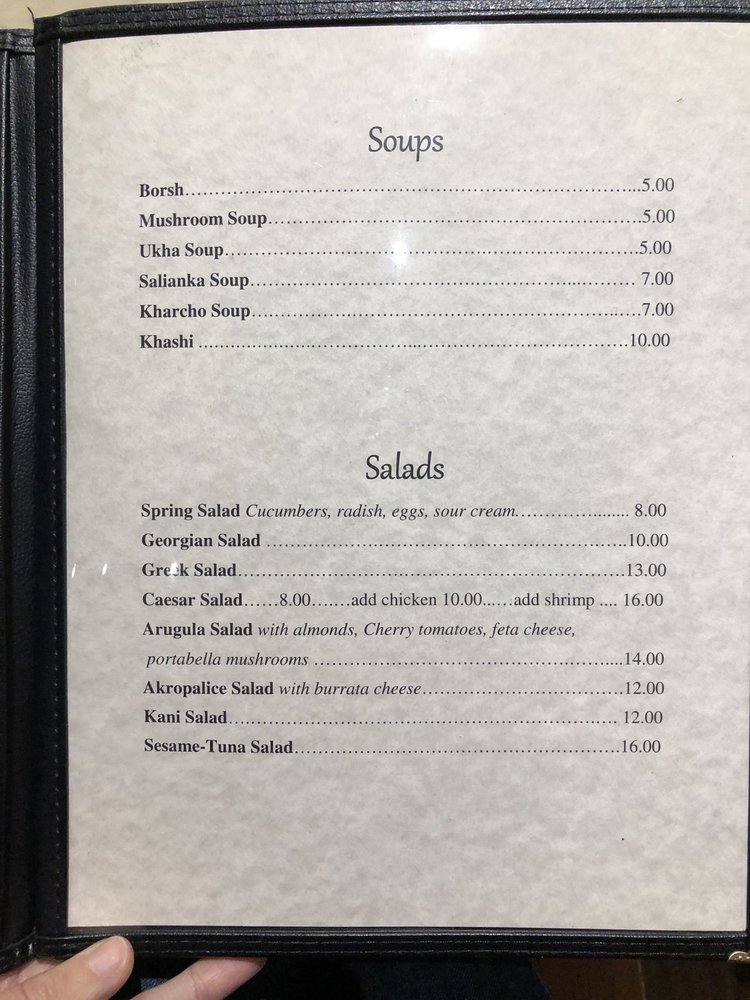 Soups
Borsh.............................................................................5.00
Mushroom Soup...............................................................5.00
Ukha Soup......................................................................5.00
Salianka Soup................................................................. 7.00
Kharcho Soup.................................................................7.00
Khashi .........................................................................10.00
Salads
Spring Salad Cucumbers, radish, eggs, sour cream..................... 8.00
Georgian Salad .............................................................10.00
Greek Salad..................................................................13.00
Caesar Salad......8.00.......add chicken 10.00......add shrimp .... 16.00
Arugula Salad with almonds, Cherry tomatoes, feta cheese,
portabella mushrooms .....................................................14.00
Akropalice Salad with burrata cheese...................................12.00
Kani Salad.................................................................. 12.00
Sesame-Tuna Salad........................................................16.00